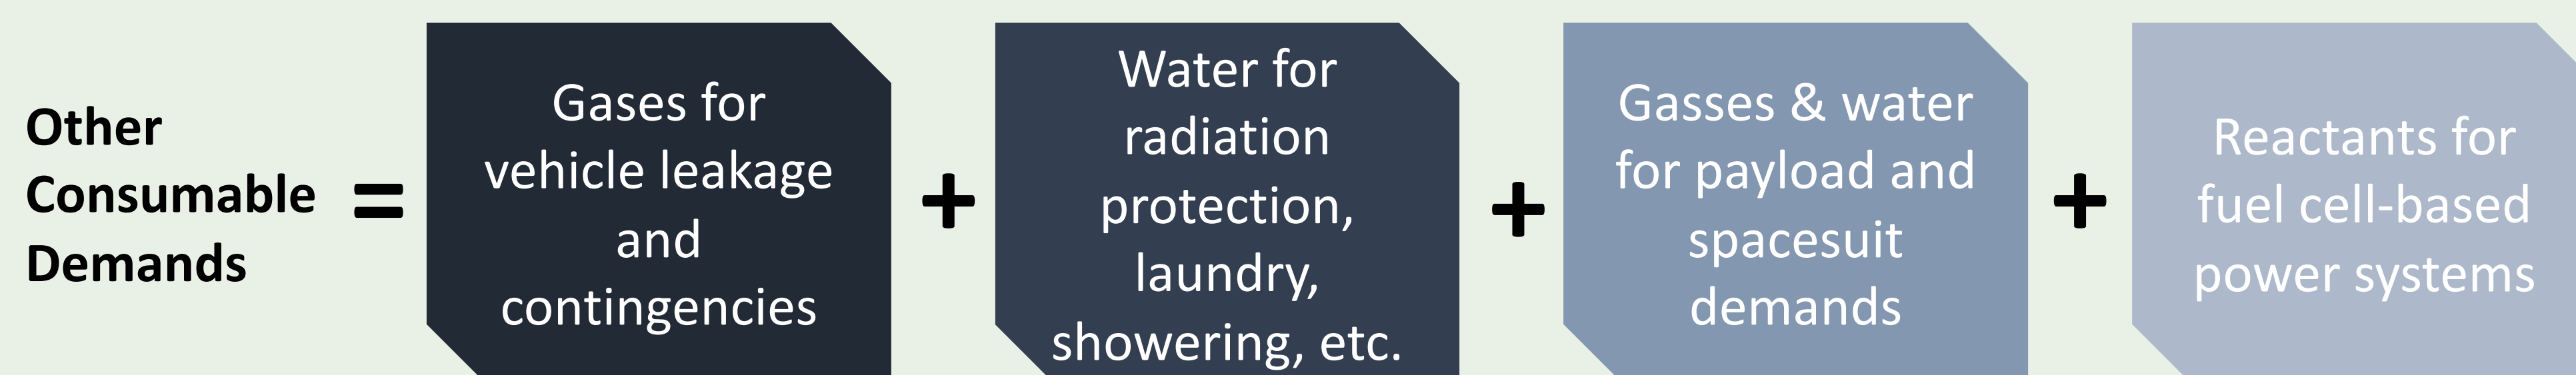 Other
Consumable
Demands
=
Gases for
vehicle leakage
and
contingencies
+
Water for
radiation
protection,
laundry,
showering, etc.
+
Gasses & water
for payload and
spacesuit
demands
+
Reactants for
fuel cell-based
power systems